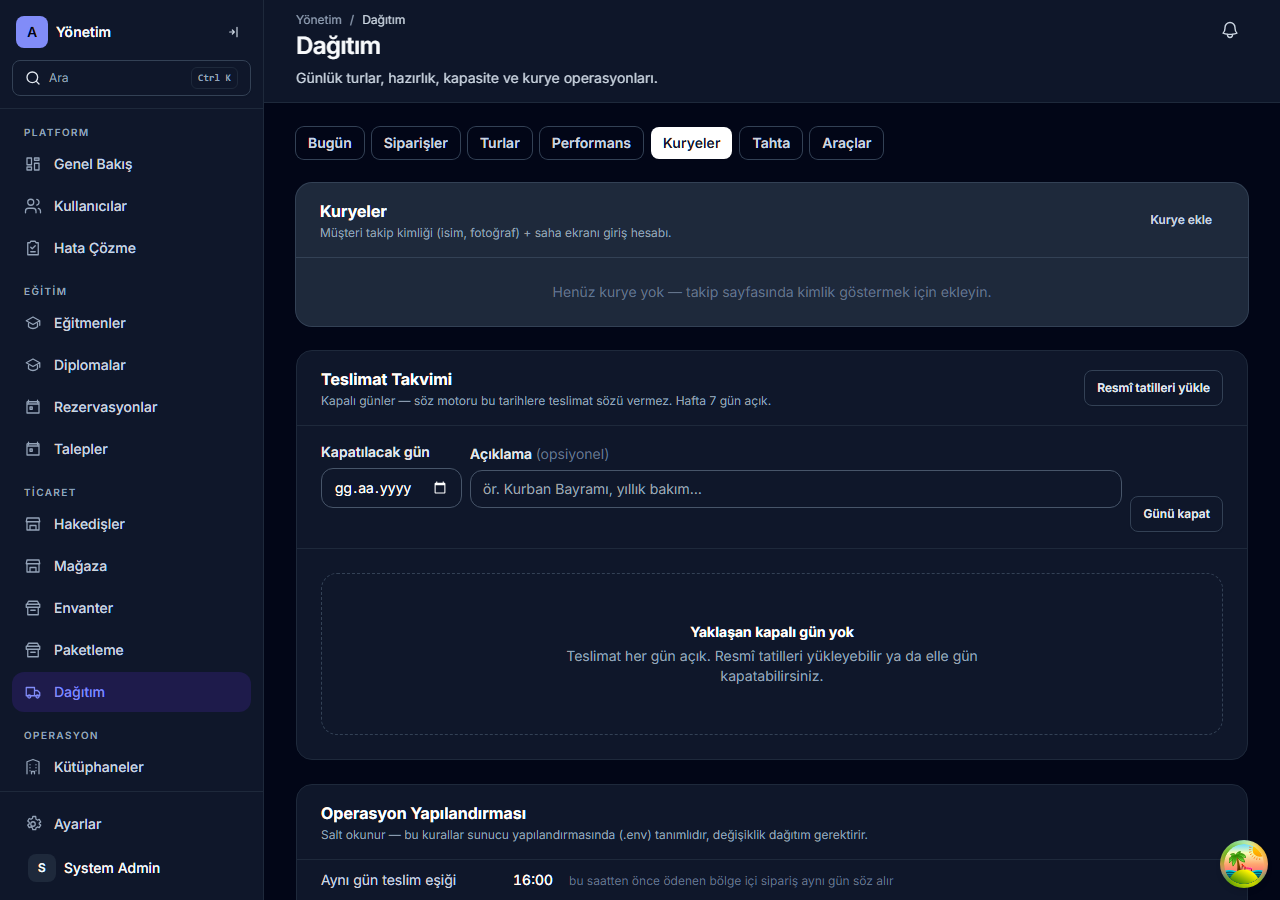 A Yönetim
Ara Ctrl K
PLATFORM
Genel Bakış
Kullanıcılar
Hata Çözme
EĞİTİM
Eğitmenler
Diplomalar
Rezervasyonlar
Talepler
TİCARET
Hakedişler
Mağaza
Envanter
Paketleme
Dağıtım
OPERASYON
Kütüphaneler
Ayarlar
S System Admin
Yönetim / Dağıtım
Dağıtım
Günlük turlar, hazırlık, kapasite ve kurye operasyonları.
Bugün Siparişler Turlar Performans Kuryeler Tahta Araçlar
Kuryeler
Müşteri takip kimliği (isim, fotoğraf) + saha ekranı giriş hesabı.
Kurye ekle
Henüz kurye yok — takip sayfasında kimlik göstermek için ekleyin.
Teslimat Takvimi
Kapalı günler — söz motoru bu tarihlere teslimat sözü vermez. Hafta 7 gün açık.
Resmî tatilleri yükle
Kapatılacak gün
gg.aa.yyyy
Açıklama (opsiyonel)
ör. Kurban Bayramı, yıllık bakım...
Günü kapat
Yaklaşan kapalı gün yok
Teslimat her gün açık. Resmî tatilleri yükleyebilir ya da elle gün
kapatabilirsiniz.
Operasyon Yapılandırması
Salt okunur — bu kurallar sunucu yapılandırmasında (.env) tanımlıdır, değişiklik dağıtım gerektirir.
Aynı gün teslim eşiği 16:00 bu saatten önce ödenen bölge içi sipariş aynı gün söz alır